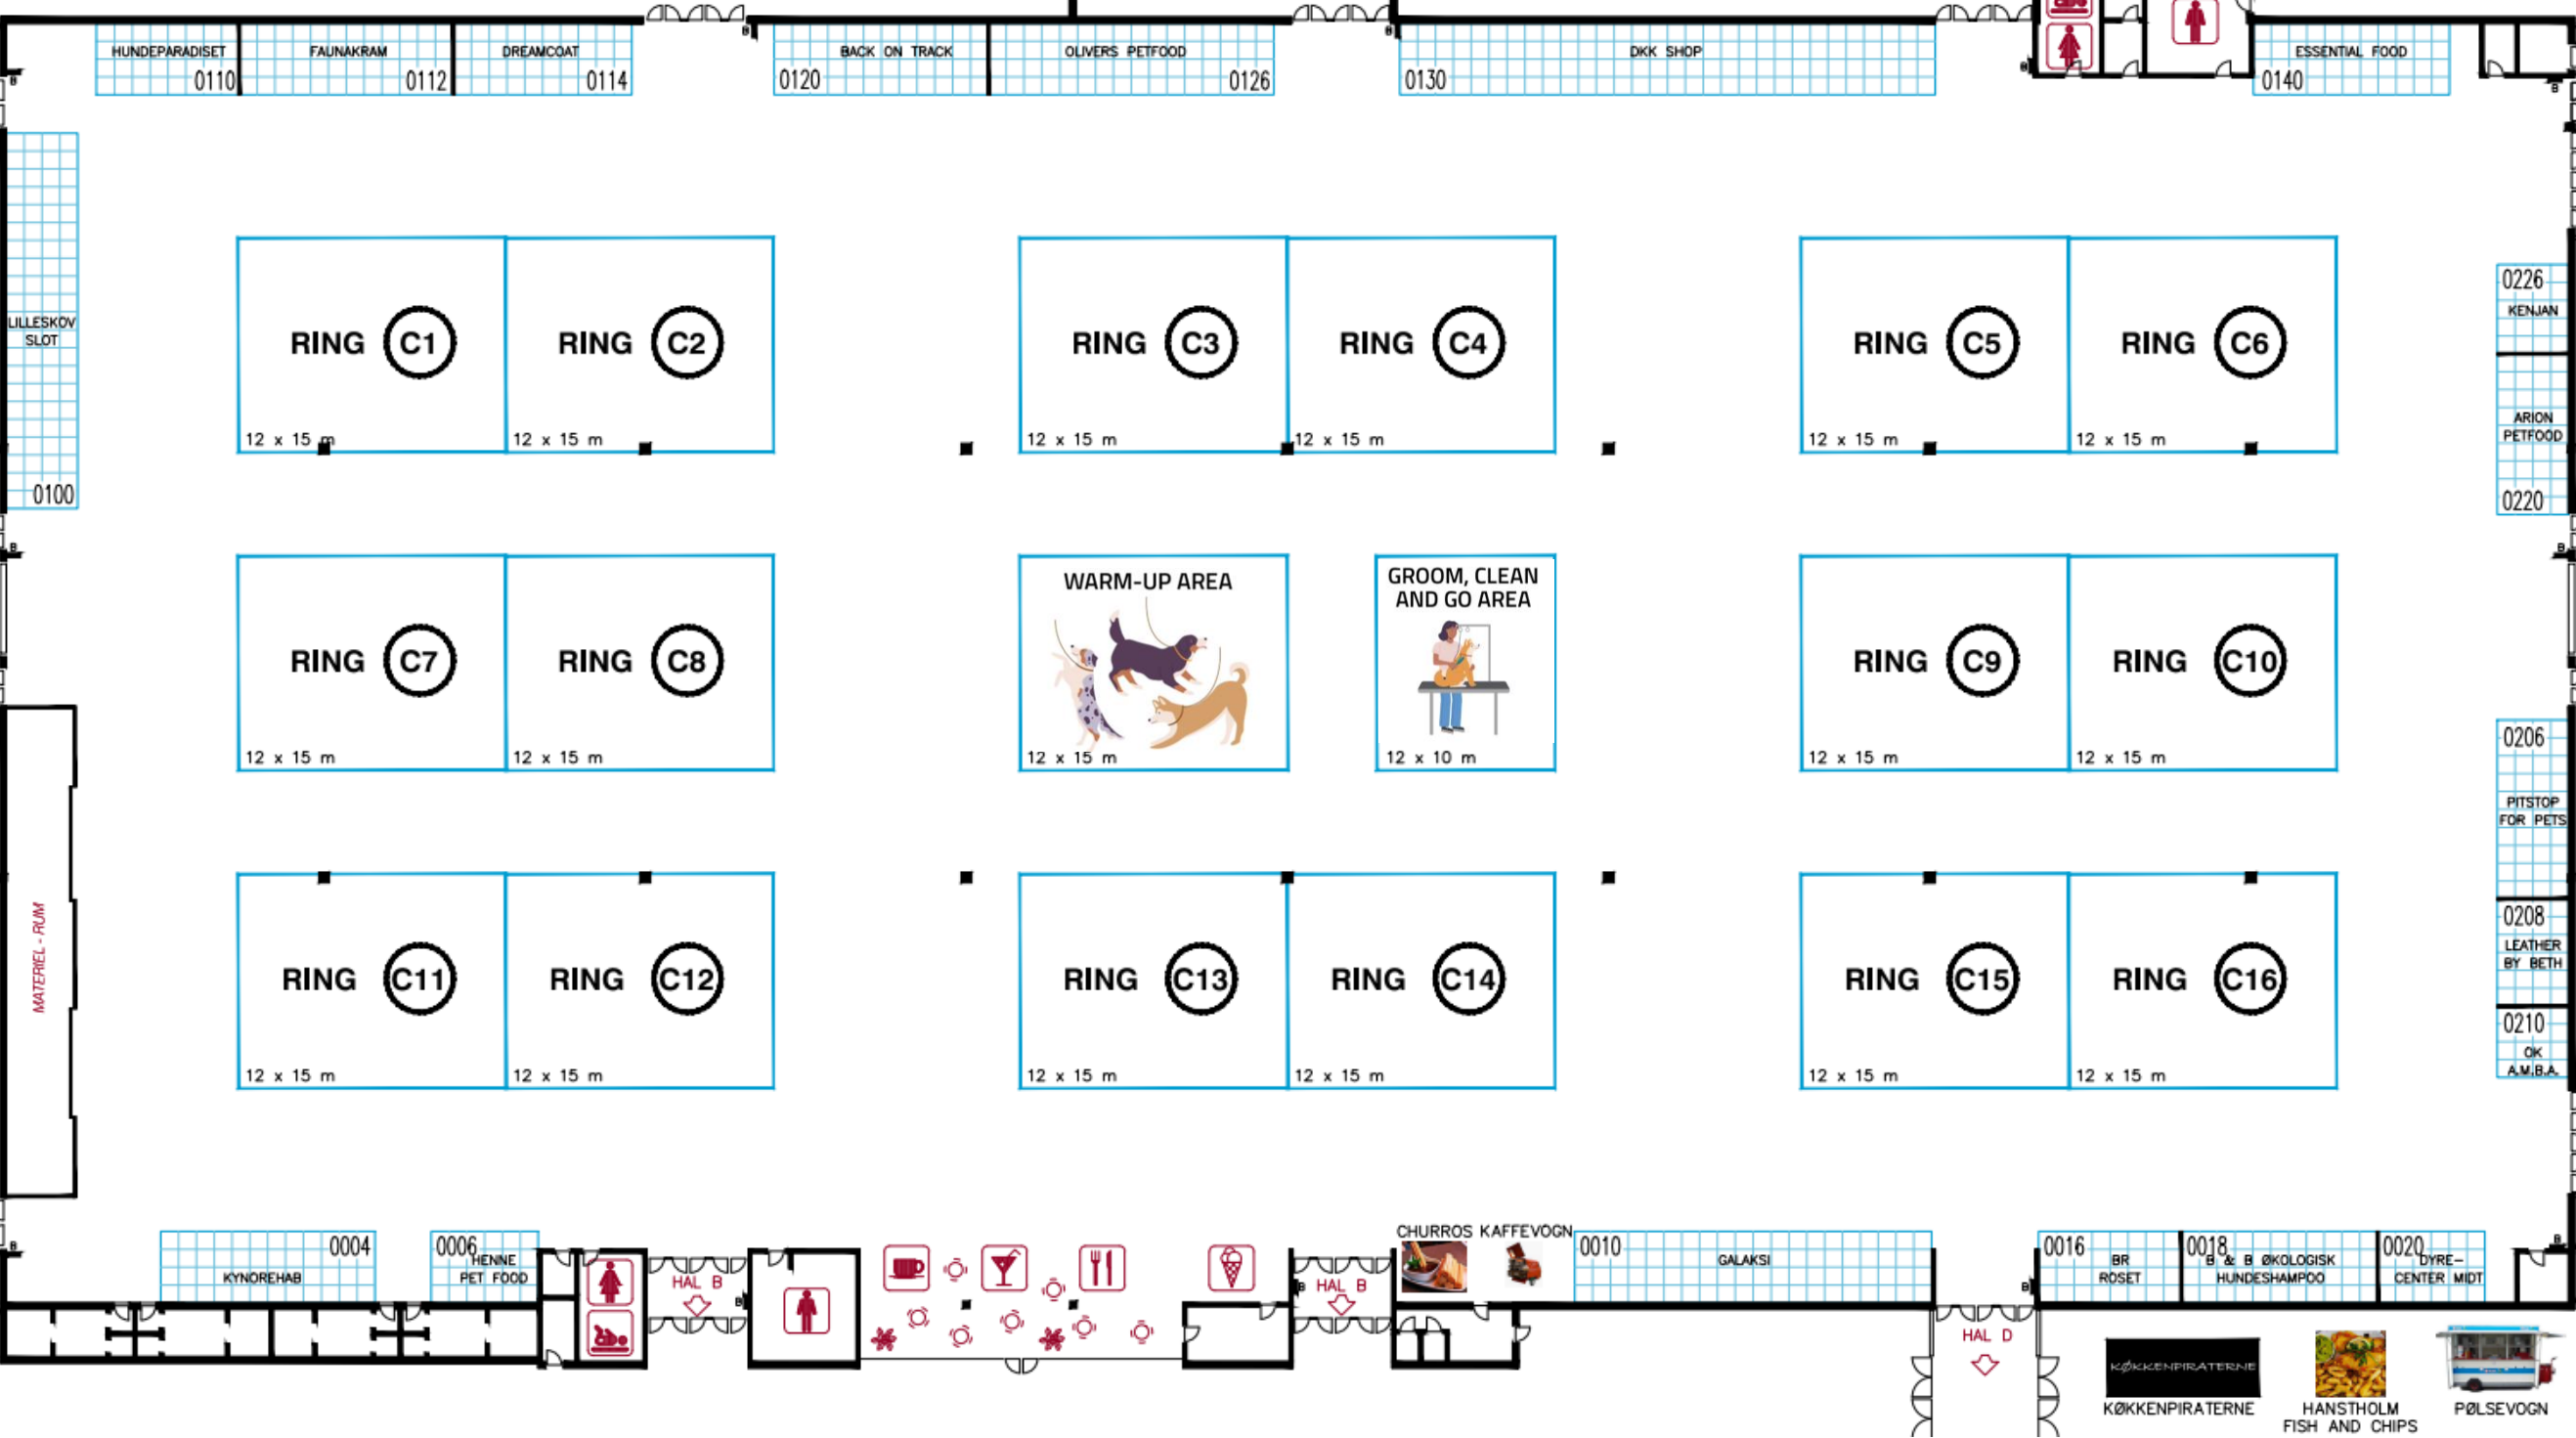 HUNDEPARADISET
0110
FAUNAKRAM
0112
DREAMCOAT
0114
BACK ON TRACK
0120
OLIVERS PETFOOD
0126
DKK SHOP
0130
ESSENTIAL FOOD
0140
B
B
B
B
B
LILLESKOV
SLOT
0100
RING C1
12 x 15 m
RING C2
12 x 15 m
RING C3
12 x 15 m
RING C4
12 x 15 m
RING C5
12 x 15 m
RING C6
12 x 15 m
0226
KENJAN
ARION
PETFOOD
0220
B
B
RING C7
12 x 15 m
RING C8
12 x 15 m
WARM-UP AREA
12 x 15 m
GROOM, CLEAN
AND GO AREA
12 x 10 m
RING C9
12 x 15 m
RING C10
12 x 15 m
0206
PITSTOP
FOR PETS
0208
LEATHER
BY BETH
0210
OK
A.M.B.A.
MATERIEL - RUM
RING C11
12 x 15 m
RING C12
12 x 15 m
RING C13
12 x 15 m
RING C14
12 x 15 m
RING C15
12 x 15 m
RING C16
12 x 15 m
B
0004
KYNOREHAB
0006
HENNE
PET FOOD
HAL B
B
HAL B
B
CHURROS KAFFEVOGN
0010
GALAKSI
B
0016
BR
ROSET
0018
B & B ØKOLOGISK
HUNDESHAMPOO
0020
DYRE-
CENTER MIDT
B
HAL D
KØKKENPIRATERNE
KØKKENPIRATERNE
HANSTHOLM
FISH AND CHIPS
PØLSEVOGN